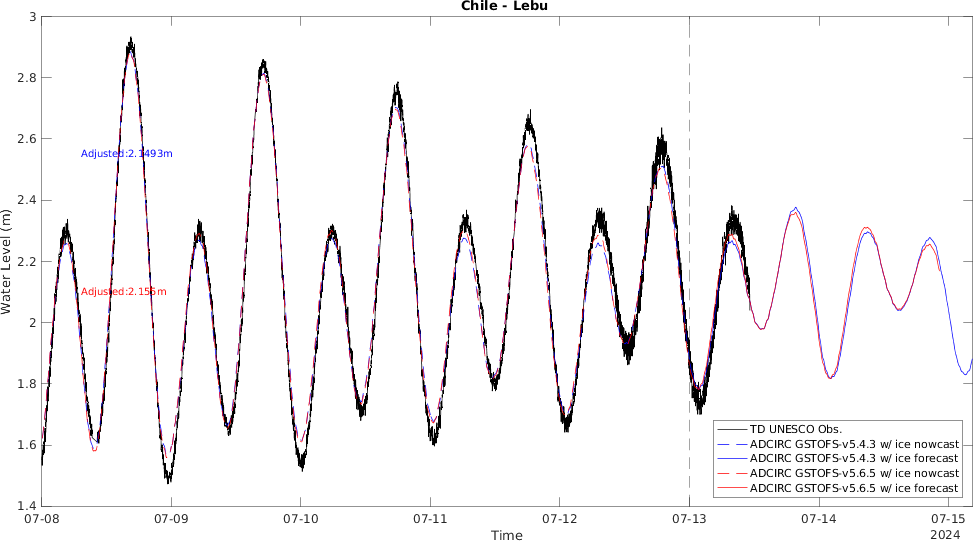 Chile - Lebu
3
2.8
2.6
2.4
2.2
2
1.8
1.6
1.4
Water Level (m)
Adjusted:2.1493m
Adjusted:2.156m
TD UNESCO Obs.
ADCIRC GSTOFS-v5.4.3 w/ ice nowcast
ADCIRC GSTOFS-v5.4.3 w/ ice forecast
ADCIRC GSTOFS-v5.6.5 w/ ice nowcast
ADCIRC GSTOFS-v5.6.5 w/ ice forecast
07-08 07-09 07-10 07-11 07-12 07-13 07-14 07-15
Time
2024